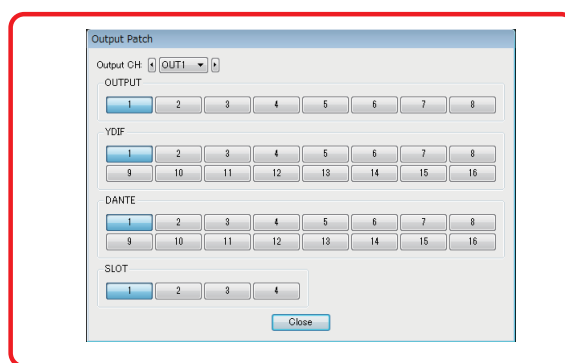 Output Patch
Output CH: OUT1
OUTPUT
1 2 3 4 5 6 7 8
YDIF
1 2 3 4 5 6 7 8
9 10 11 12 13 14 15 16
DANTE
1 2 3 4 5 6 7 8
9 10 11 12 13 14 15 16
SLOT
1 2 3 4
Close